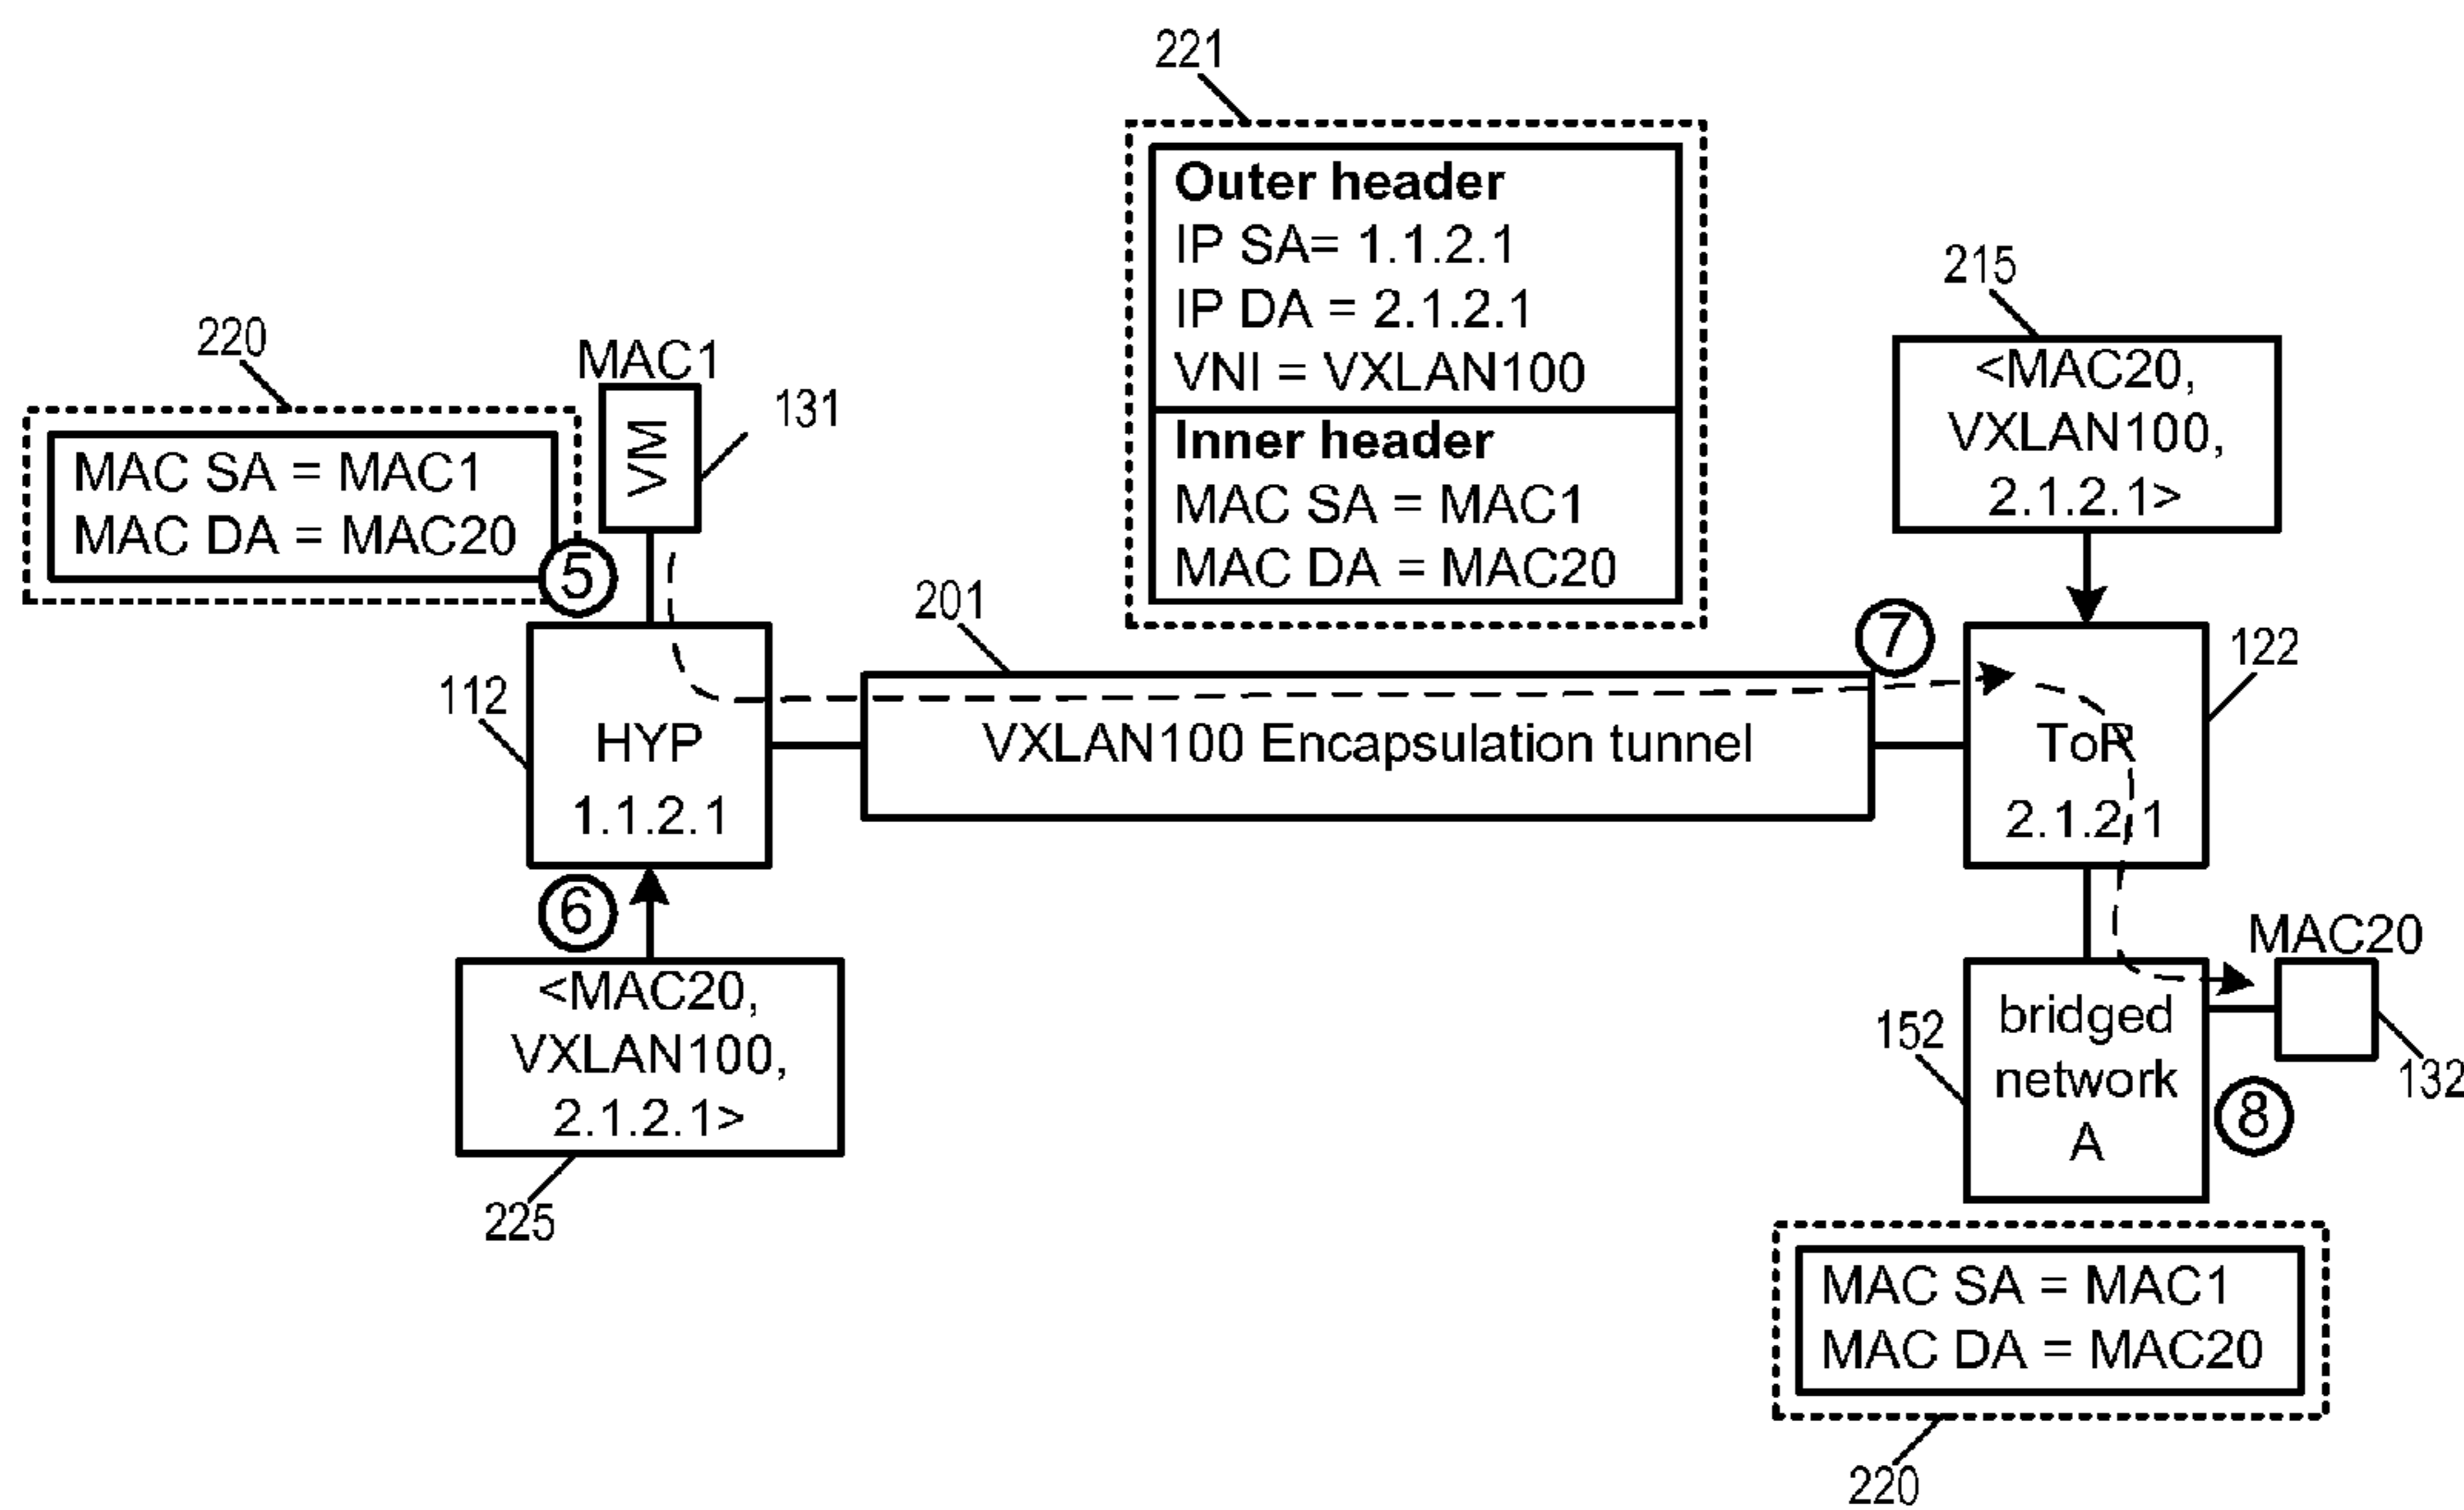 221
Outer header
IP SA= 1.1.2.1
IP DA = 2.1.2.1
VNI = VXLAN100
Inner header
MAC SA = MAC1
MAC DA = MAC20
215
<MAC20,
VXLAN100,
2.1.2.1>
220
MAC1
VM
131
MAC SA = MAC1
MAC DA = MAC20
5
201
7
122
112
HYP
1.1.2.1
VXLAN100 Encapsulation tunnel
ToR
2.1.2.1
6
<MAC20,
VXLAN100,
2.1.2.1>
225
MAC20
132
152
bridged
network
A
8
MAC SA = MAC1
MAC DA = MAC20
220